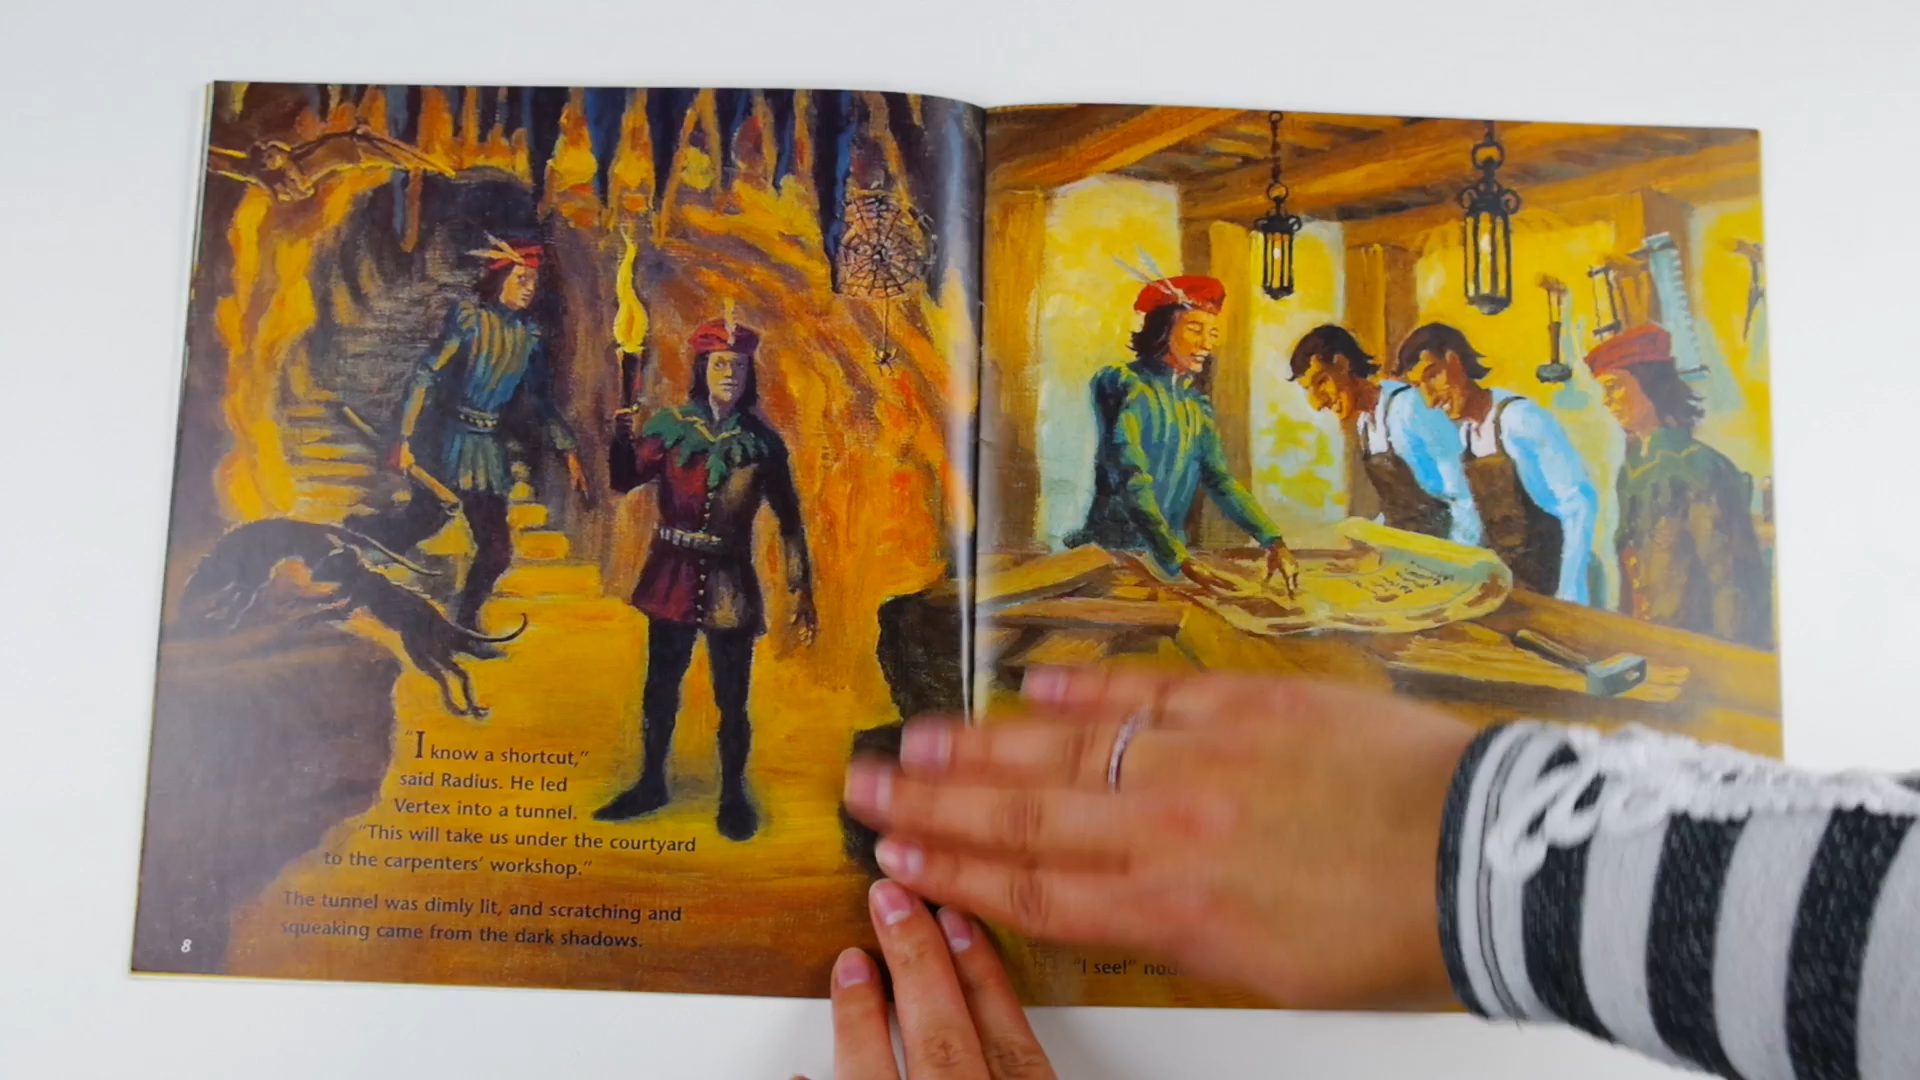 "I know a shortcut,"
said Radius. He led
Vertex into a tunnel.
"This will take us under the courtyard
to the carpenters' workshop."
The tunnel was dimly lit, and scratching and
squeaking came from the dark shadows.
8
"I see!"